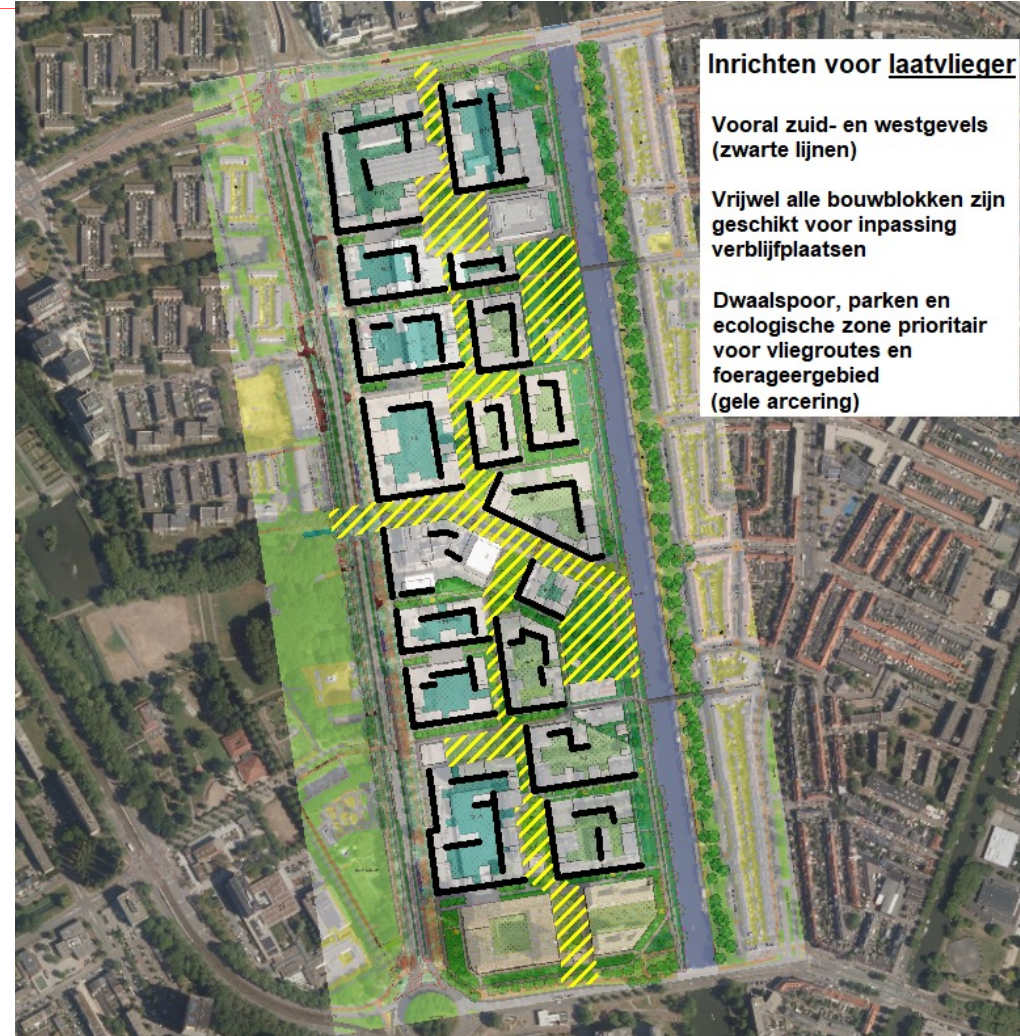 Inrichten voor laatvlieger
Vooral zuid- en westgevels
(zwarte lijnen)
Vrijwel alle bouwblokken zijn
geschikt voor inpassing
verblijfplaatsen
Dwaalspoor, parken en
ecologische zone prioritair
voor vliegroutes en
foerageergebied
(gele arcering)